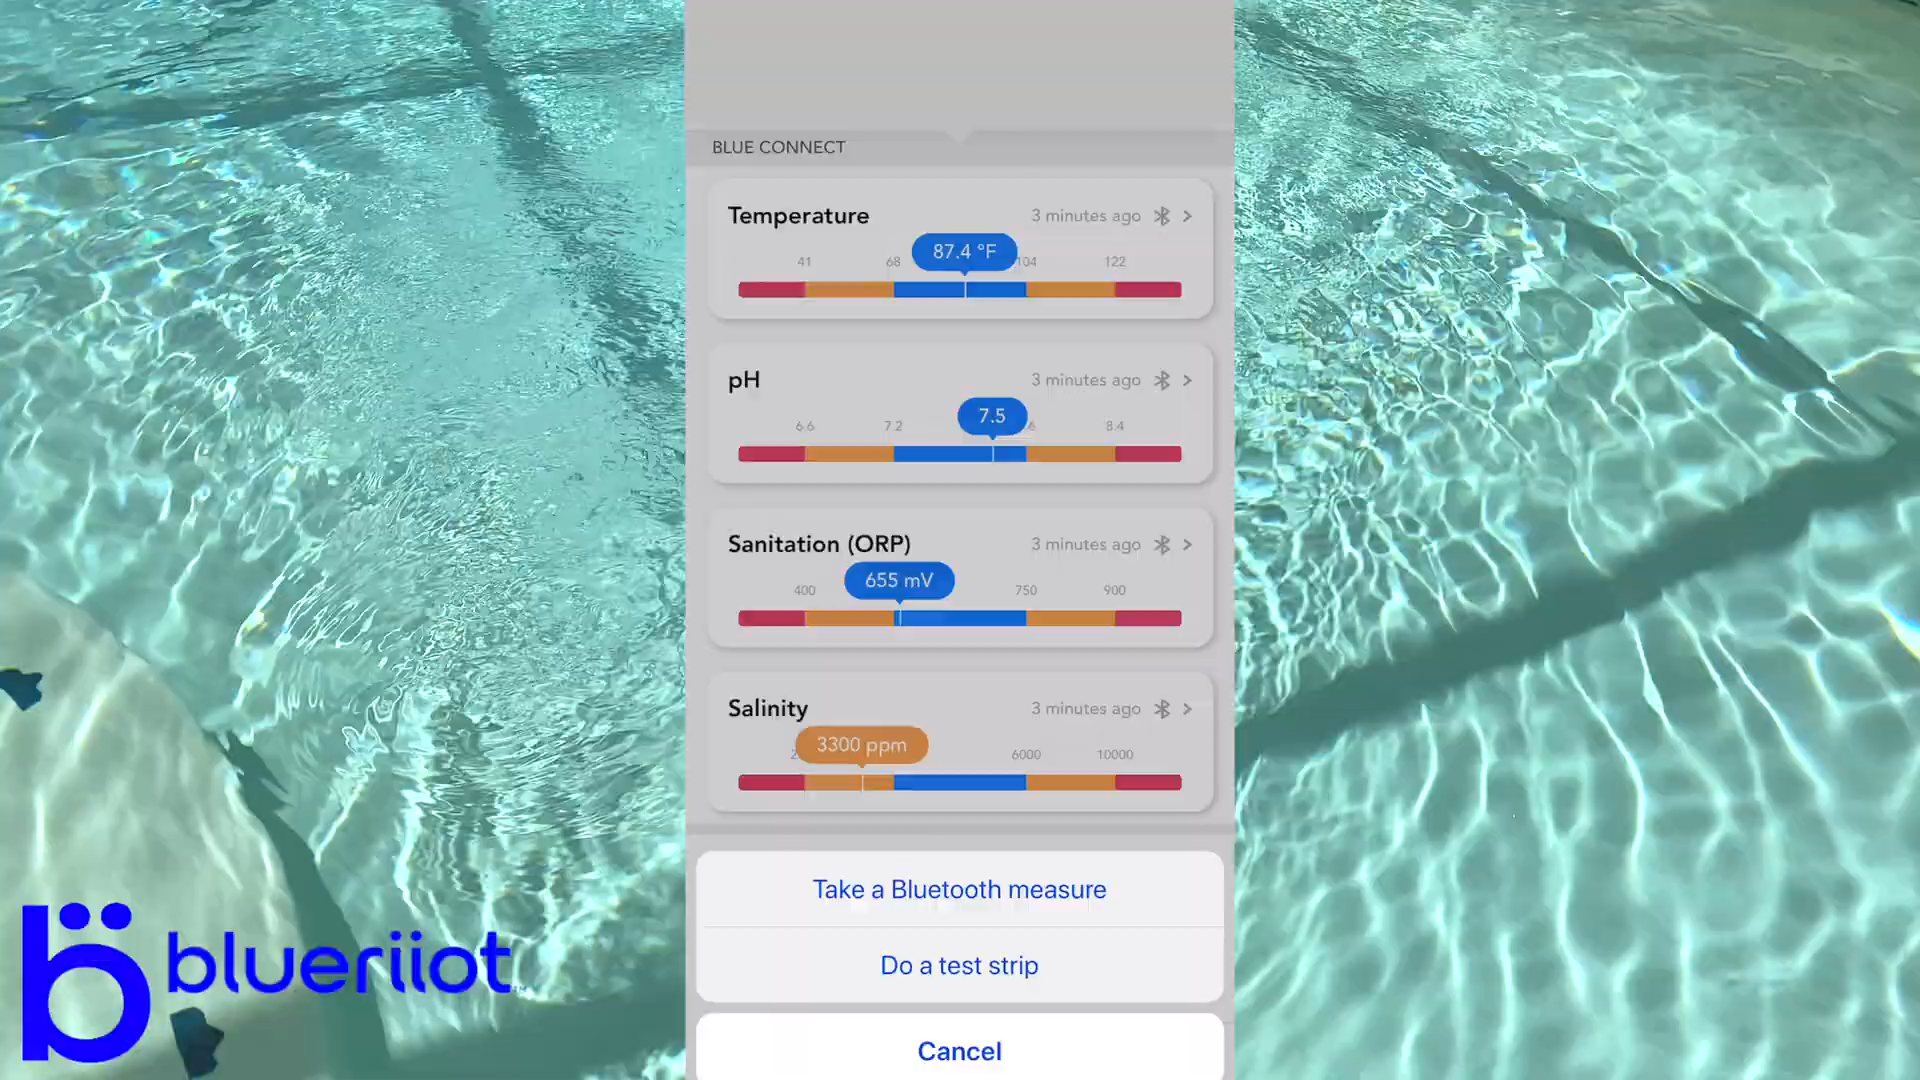 BLUE CONNECT
Temperature 3 minutes ago
87.4 °F
41 68 104 122
pH 3 minutes ago
7.5
6.6 7.2 8.4
Sanitation (ORP) 3 minutes ago
655 mV
400 750 900
Salinity 3 minutes ago
3300 ppm
6000 10000
Take a Bluetooth measure
Do a test strip
Cancel
blueriiot